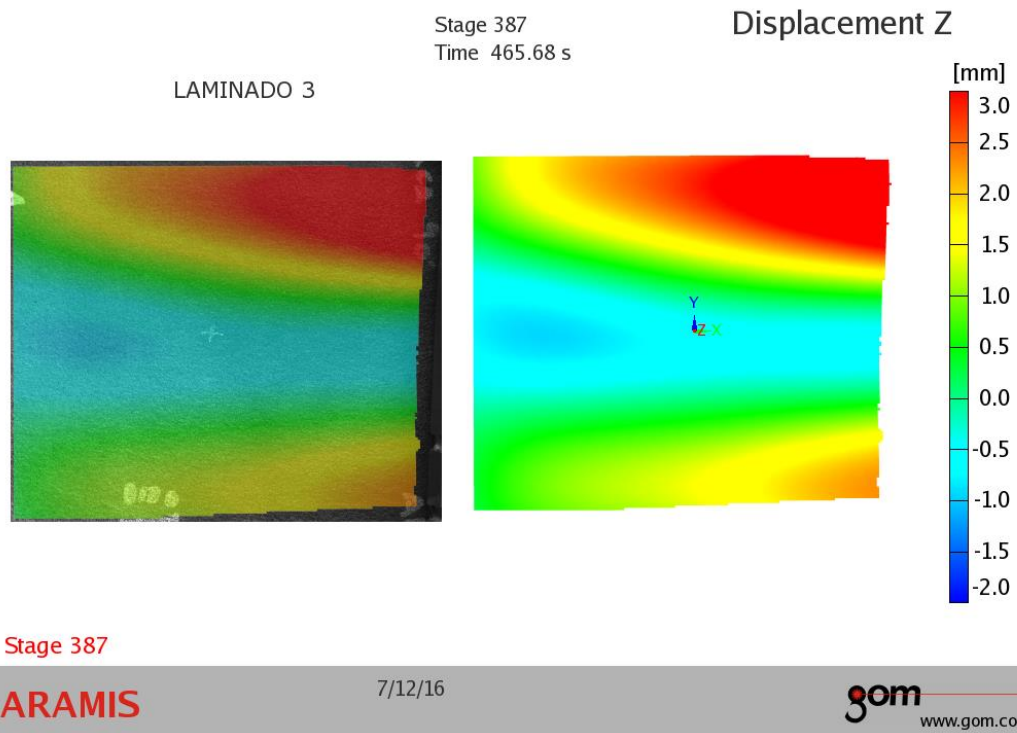 Stage 387
Time 465.68 s
Displacement Z
LAMINADO 3
[mm]
3.0
2.5
2.0
1.5
1.0
0.5
0.0
-0.5
-1.0
-1.5
-2.0
Y
Z
X
Stage 387
ARAMIS
7/12/16
gom
www.gom.co